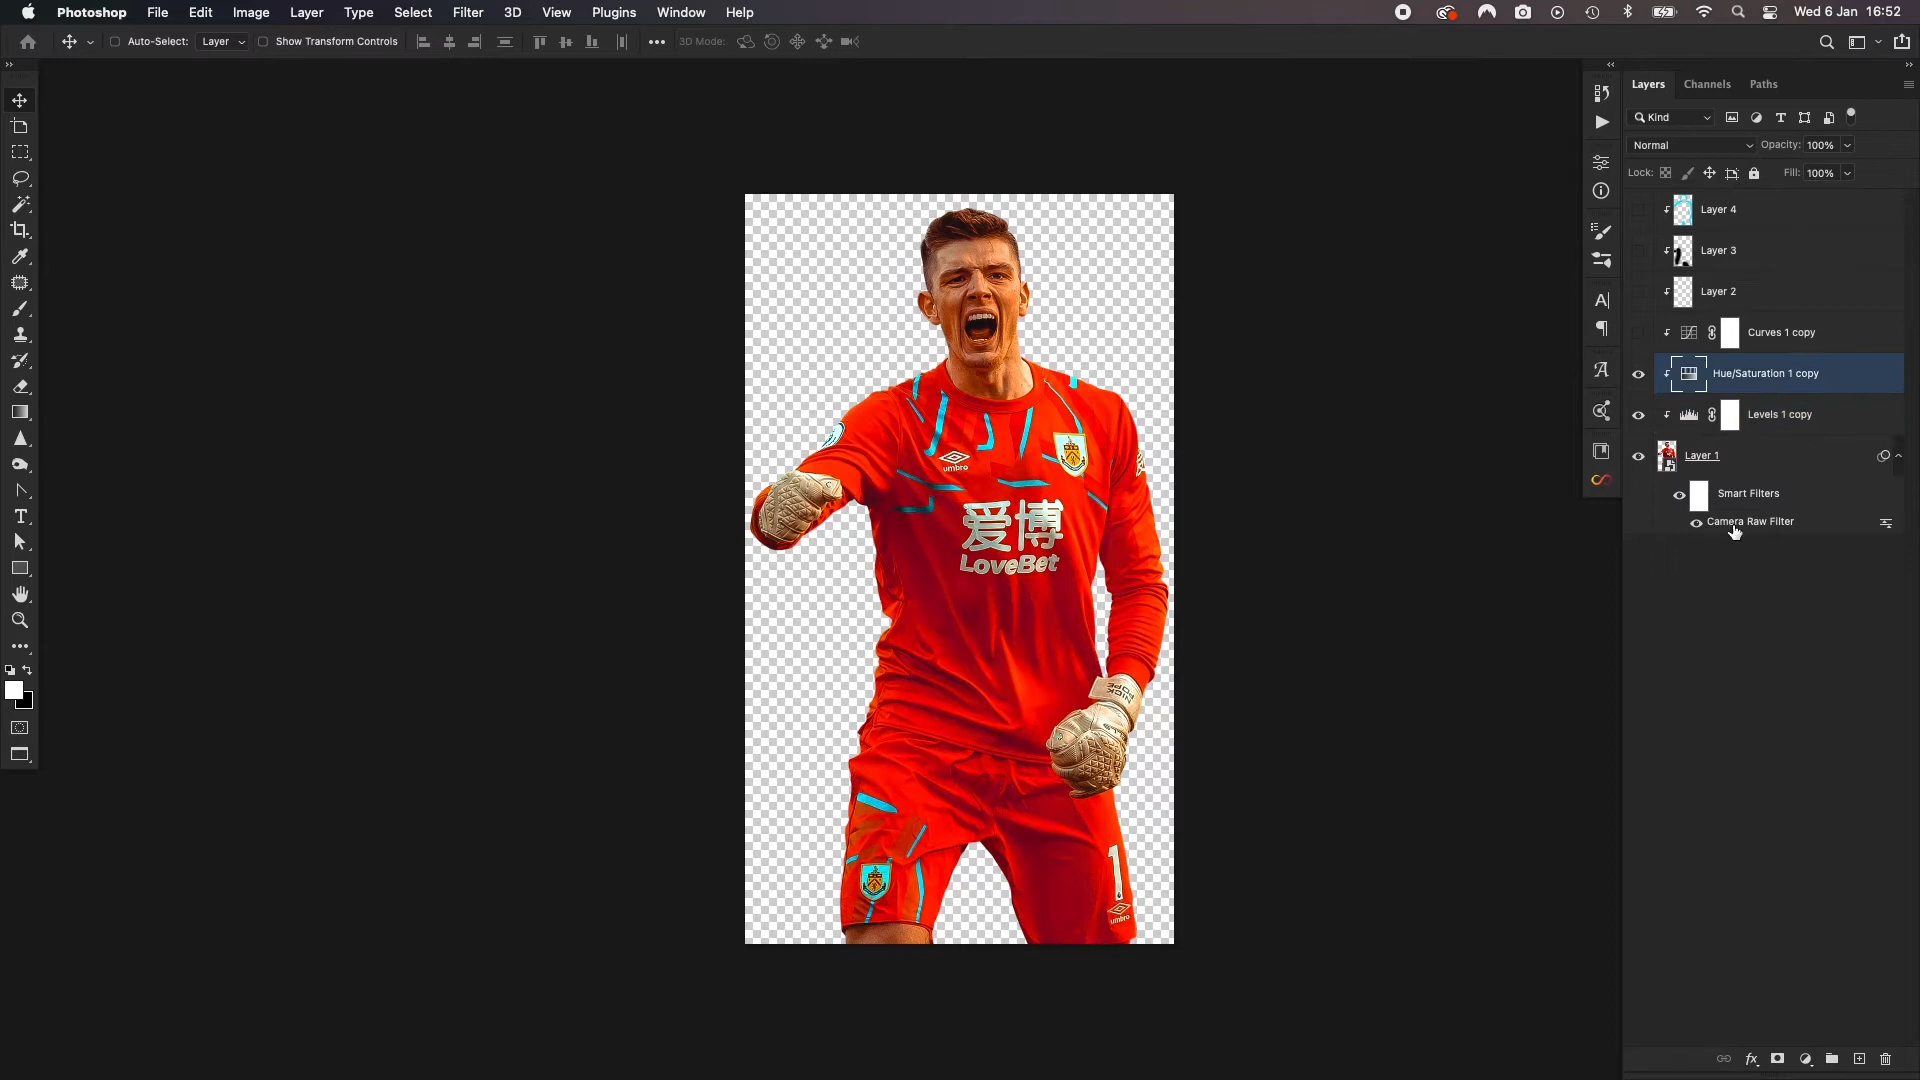 Photoshop File Edit Image Layer Type Select Filter 3D View Plugins Window Help Wed 6 Jan 16:52
Auto-Select: Layer Show Transform Controls 3D Mode:
Layers Channels Paths
Kind
Normal Opacity: 100%
Lock: Fill: 100%
Layer 4
Layer 3
Layer 2
Curves 1 copy
Hue/Saturation 1 copy
Levels 1 copy
Layer 1
Smart Filters
Camera Raw Filter
umbro
爱博
LoveBet
NICK
POPE
1
umbro